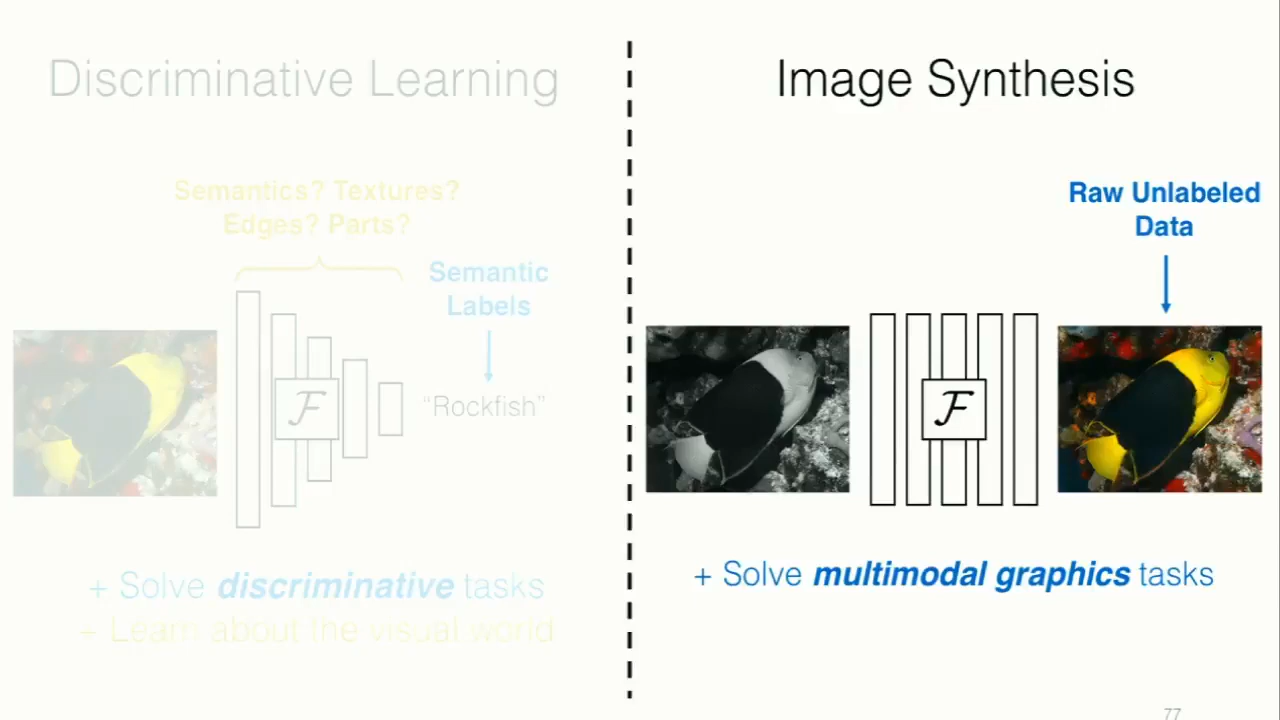 Discriminative Learning
Semantics? Textures?
Edges? Parts?
Semantic
Labels
F
"Rockfish"
+ Solve discriminative tasks
+ Learn about the visual world
Image Synthesis
Raw Unlabeled
Data
F
+ Solve multimodal graphics tasks
77